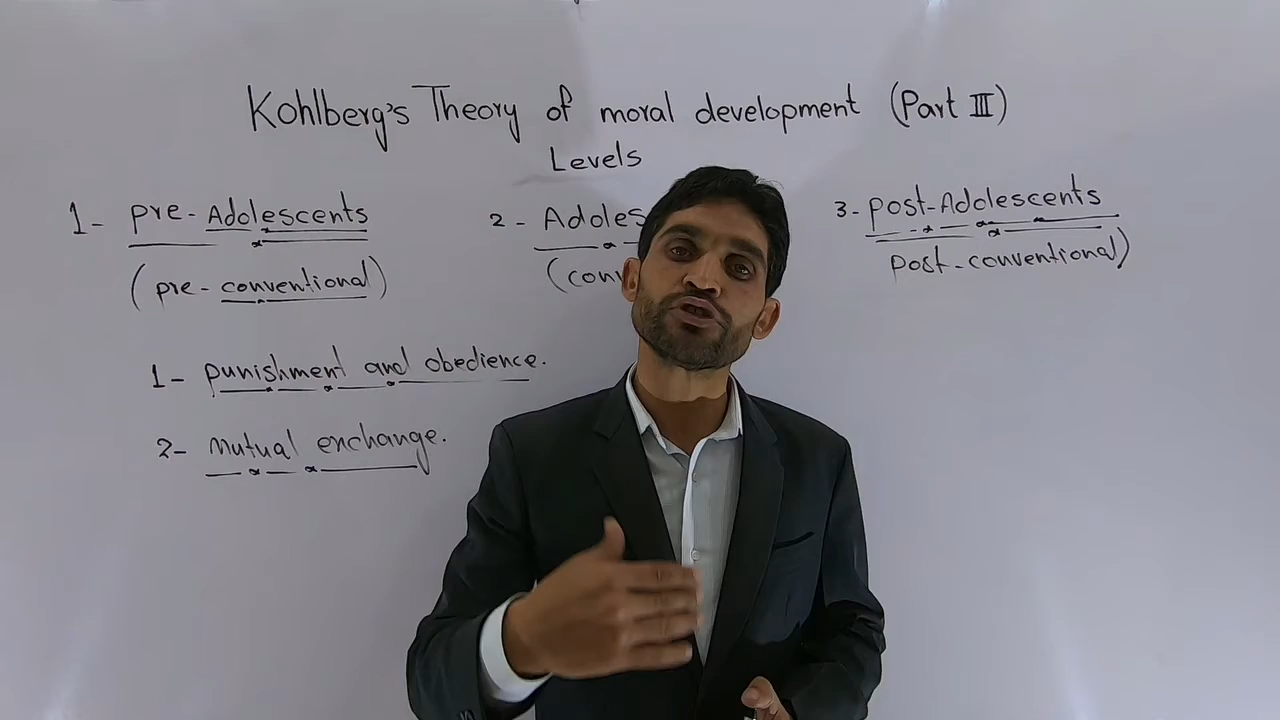 Kohlberg's Theory of moral development (Part III)
Levels
1- pre-Adolescents
(pre-conventional)
1- punishment and obedience.
2- Mutual exchange.
2- Adoles
(conv
3- post-Adolescents
post-conventional)